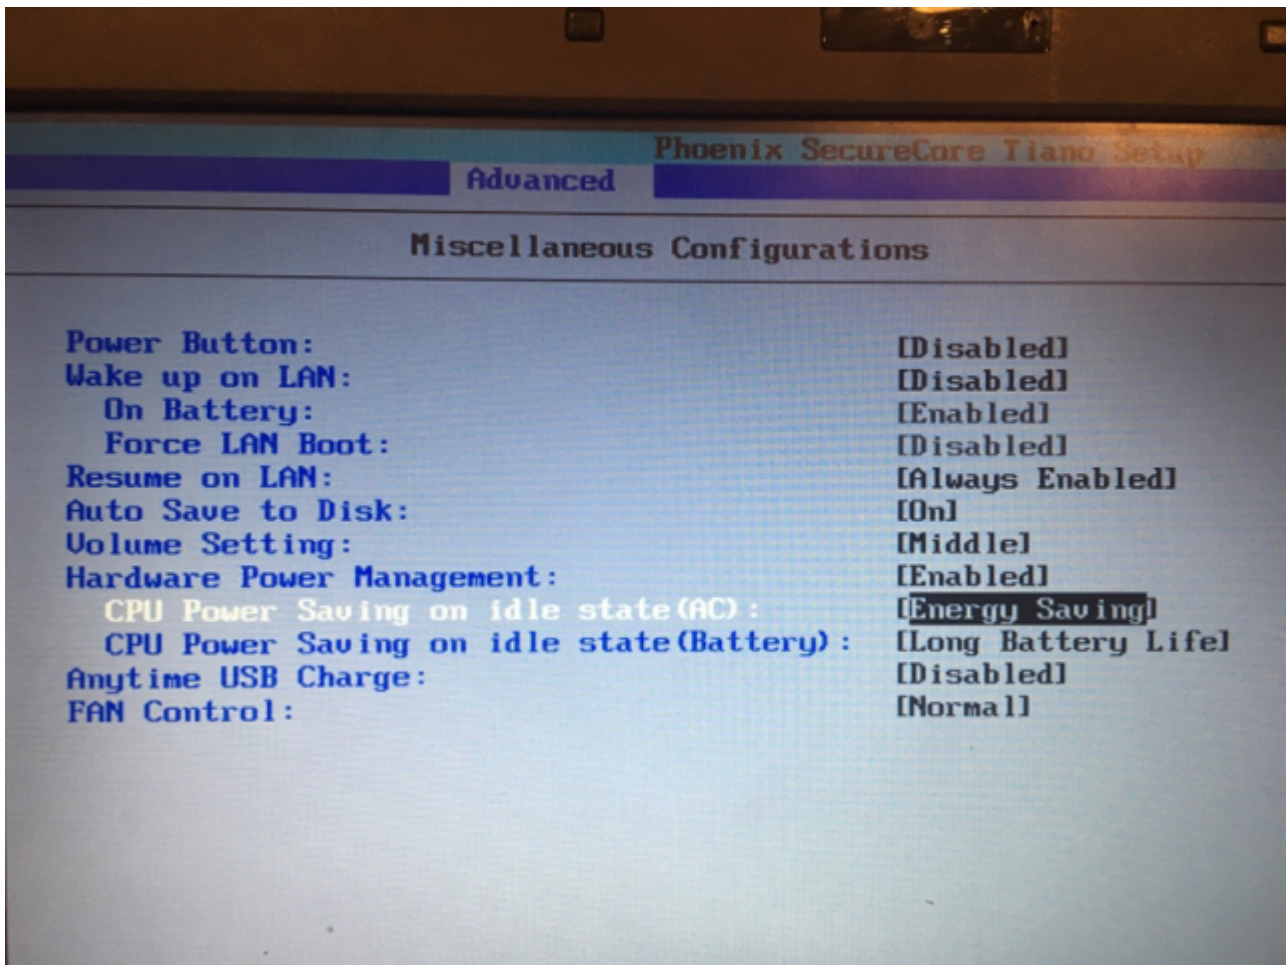 Phoenix SecureCore Tiano Setup
Advanced
Miscellaneous Configurations
Power Button: [Disabled]
Wake up on LAN: [Disabled]
On Battery: [Enabled]
Force LAN Boot: [Disabled]
Resume on LAN: [Always Enabled]
Auto Save to Disk: [On]
Volume Setting: [Middle]
Hardware Power Management: [Enabled]
CPU Power Saving on idle state(AC): [Energy Saving]
CPU Power Saving on idle state(Battery): [Long Battery Life]
Anytime USB Charge: [Disabled]
FAN Control: [Normal]